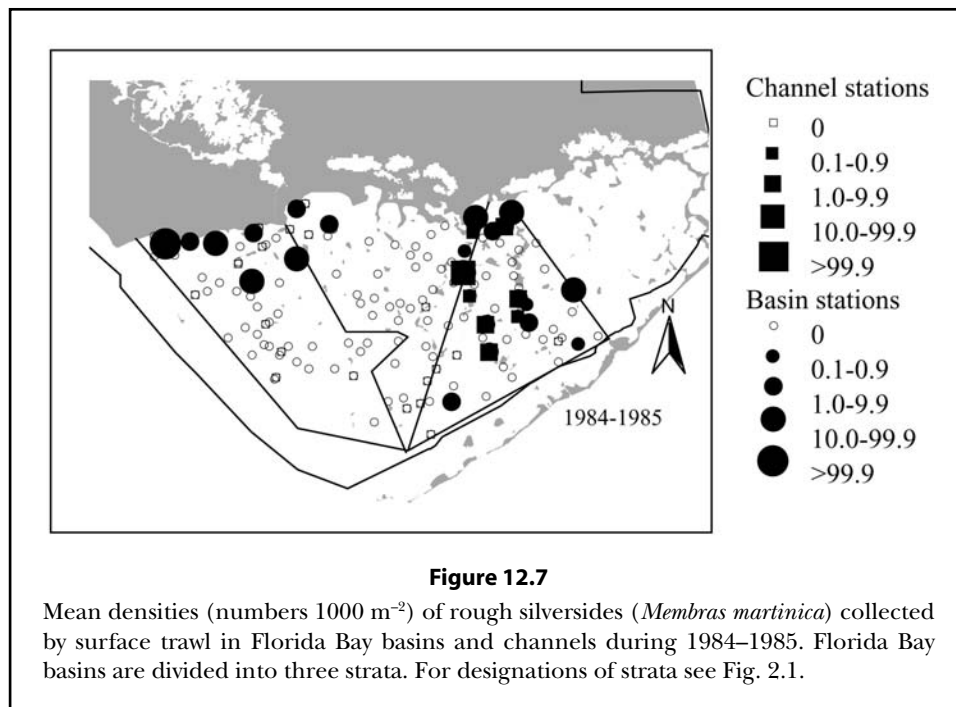 Channel stations
0
0.1-0.9
1.0-9.9
10.0-99.9
>99.9
Basin stations
0
0.1-0.9
1.0-9.9
10.0-99.9
>99.9
N
1984-1985
Figure 12.7
Mean densities (numbers 1000 m⁻²) of rough silversides (Membras martinica) collected
by surface trawl in Florida Bay basins and channels during 1984–1985. Florida Bay
basins are divided into three strata. For designations of strata see Fig. 2.1.